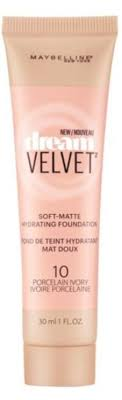 MAYBELLINE
NEW YORK
NEW/NOUVEAU
dream
VELVET
SOFT-MATTE
HYDRATING FOUNDATION
FOND DE TEINT HYDRATANT
MAT DOUX
10
PORCELAIN IVORY
IVOIRE PORCELAINE
30 ml 1 FL. OZ.